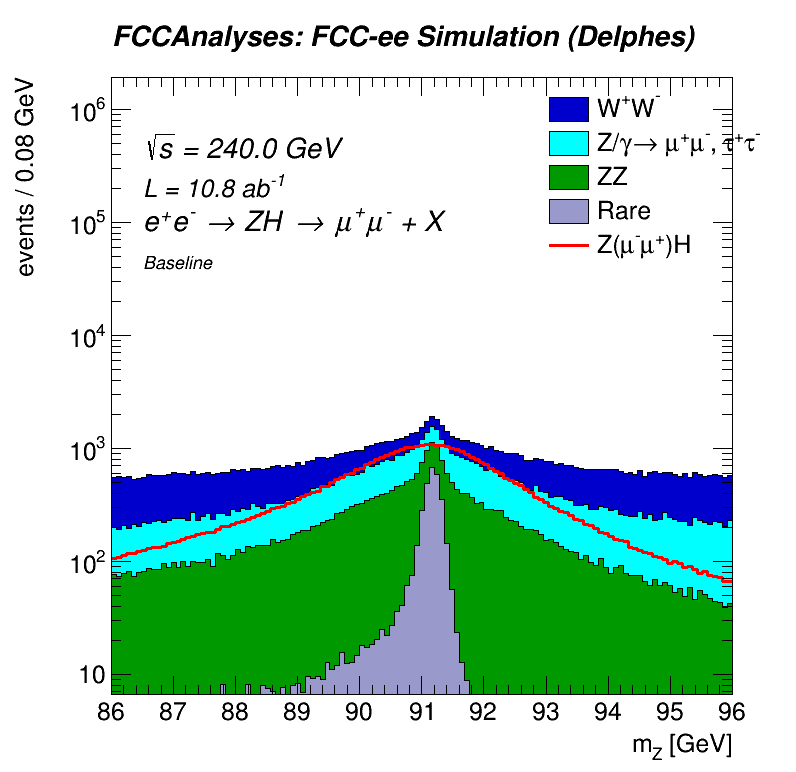 FCCAnalyses: FCC-ee Simulation (Delphes)
events / 0.08 GeV
10⁶
10⁵
10⁴
10³
10²
10
√s = 240.0 GeV
L = 10.8 ab⁻¹
e⁺e⁻ → ZH → μ⁺μ⁻ + X
Baseline
W⁺W⁻
Z/γ→ μ⁺μ⁻, τ⁺τ⁻
ZZ
Rare
Z(μ⁻μ⁺)H
86 87 88 89 90 91 92 93 94 95 96
m_Z [GeV]